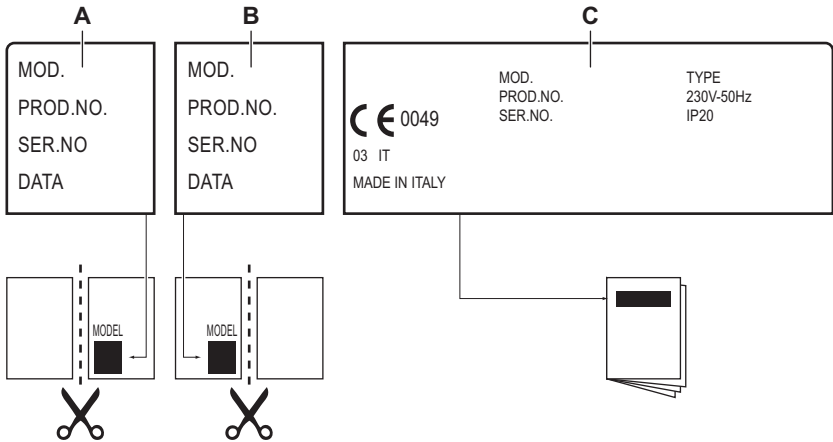 A
B
C
MOD.
PROD.NO.
SER.NO
DATA
MOD.
PROD.NO.
SER.NO
DATA
MOD.
PROD.NO.
SER.NO.
TYPE
230V-50Hz
IP20
CE 0049
03 IT
MADE IN ITALY
MODEL
MODEL